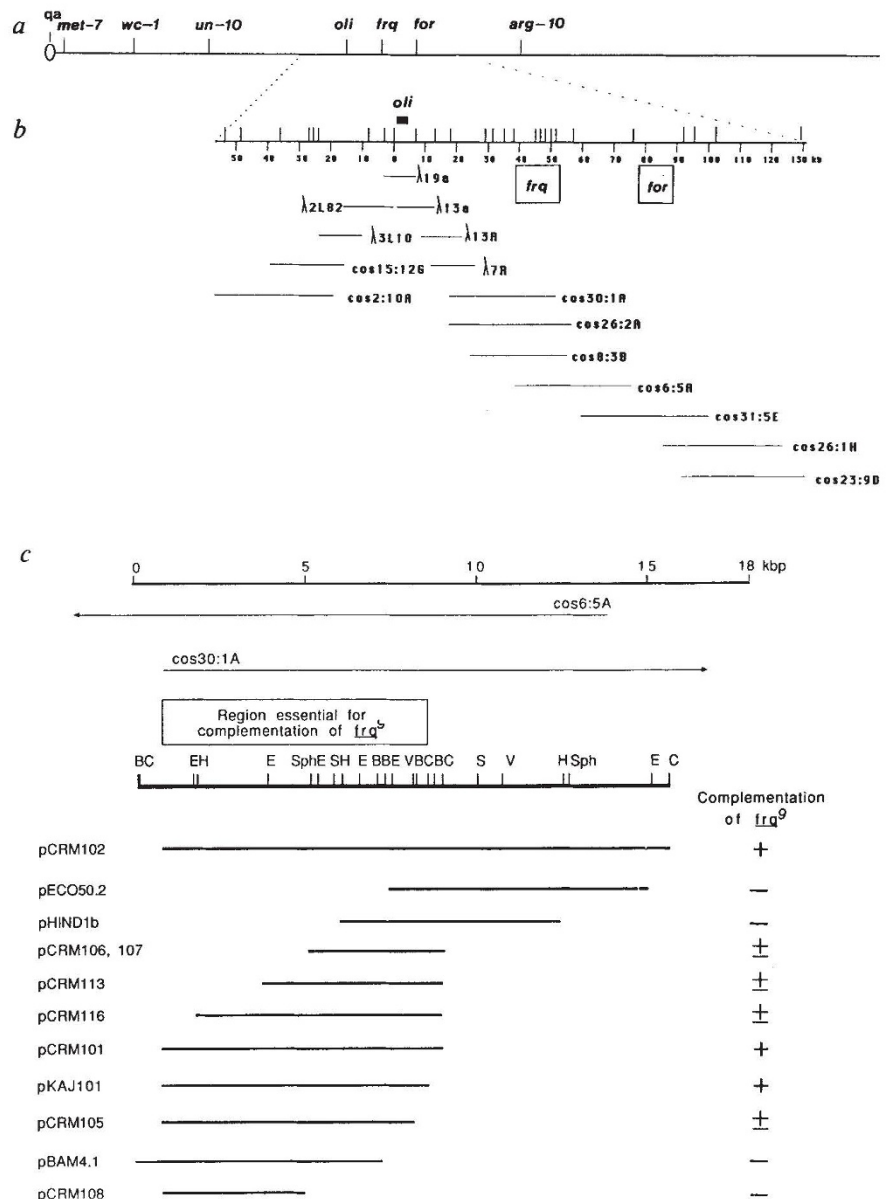 a
qa
met-7 wc-1 un-10 oli frq for arg-10
oli
b
50 40 30 20 10 0 10 20 30 40 50 60 70 80 90 100 110 120 130 kb
λ19a
frq
for
λ2L82
λ13a
λ3L10
λ13A
cos15:12G
λ7A
cos2:10A
cos30:1A
cos26:2A
cos8:3B
cos6:5A
cos31:5E
cos26:1H
cos23:9D
c
0 5 10 15 18 kbp
cos6:5A
cos30:1A
Region essential for
complementation of frq
BC EH E SphE SH E BBE VBCBC S V H Sph E C
Complementation
of frq9
pCRM102 +
pECO50.2 —
pHIND1b —
pCRM106, 107 ±
pCRM113 ±
pCRM116 ±
pCRM101 +
pKAJ101 +
pCRM105 ±
pBAM4.1 —
pCRM108 —